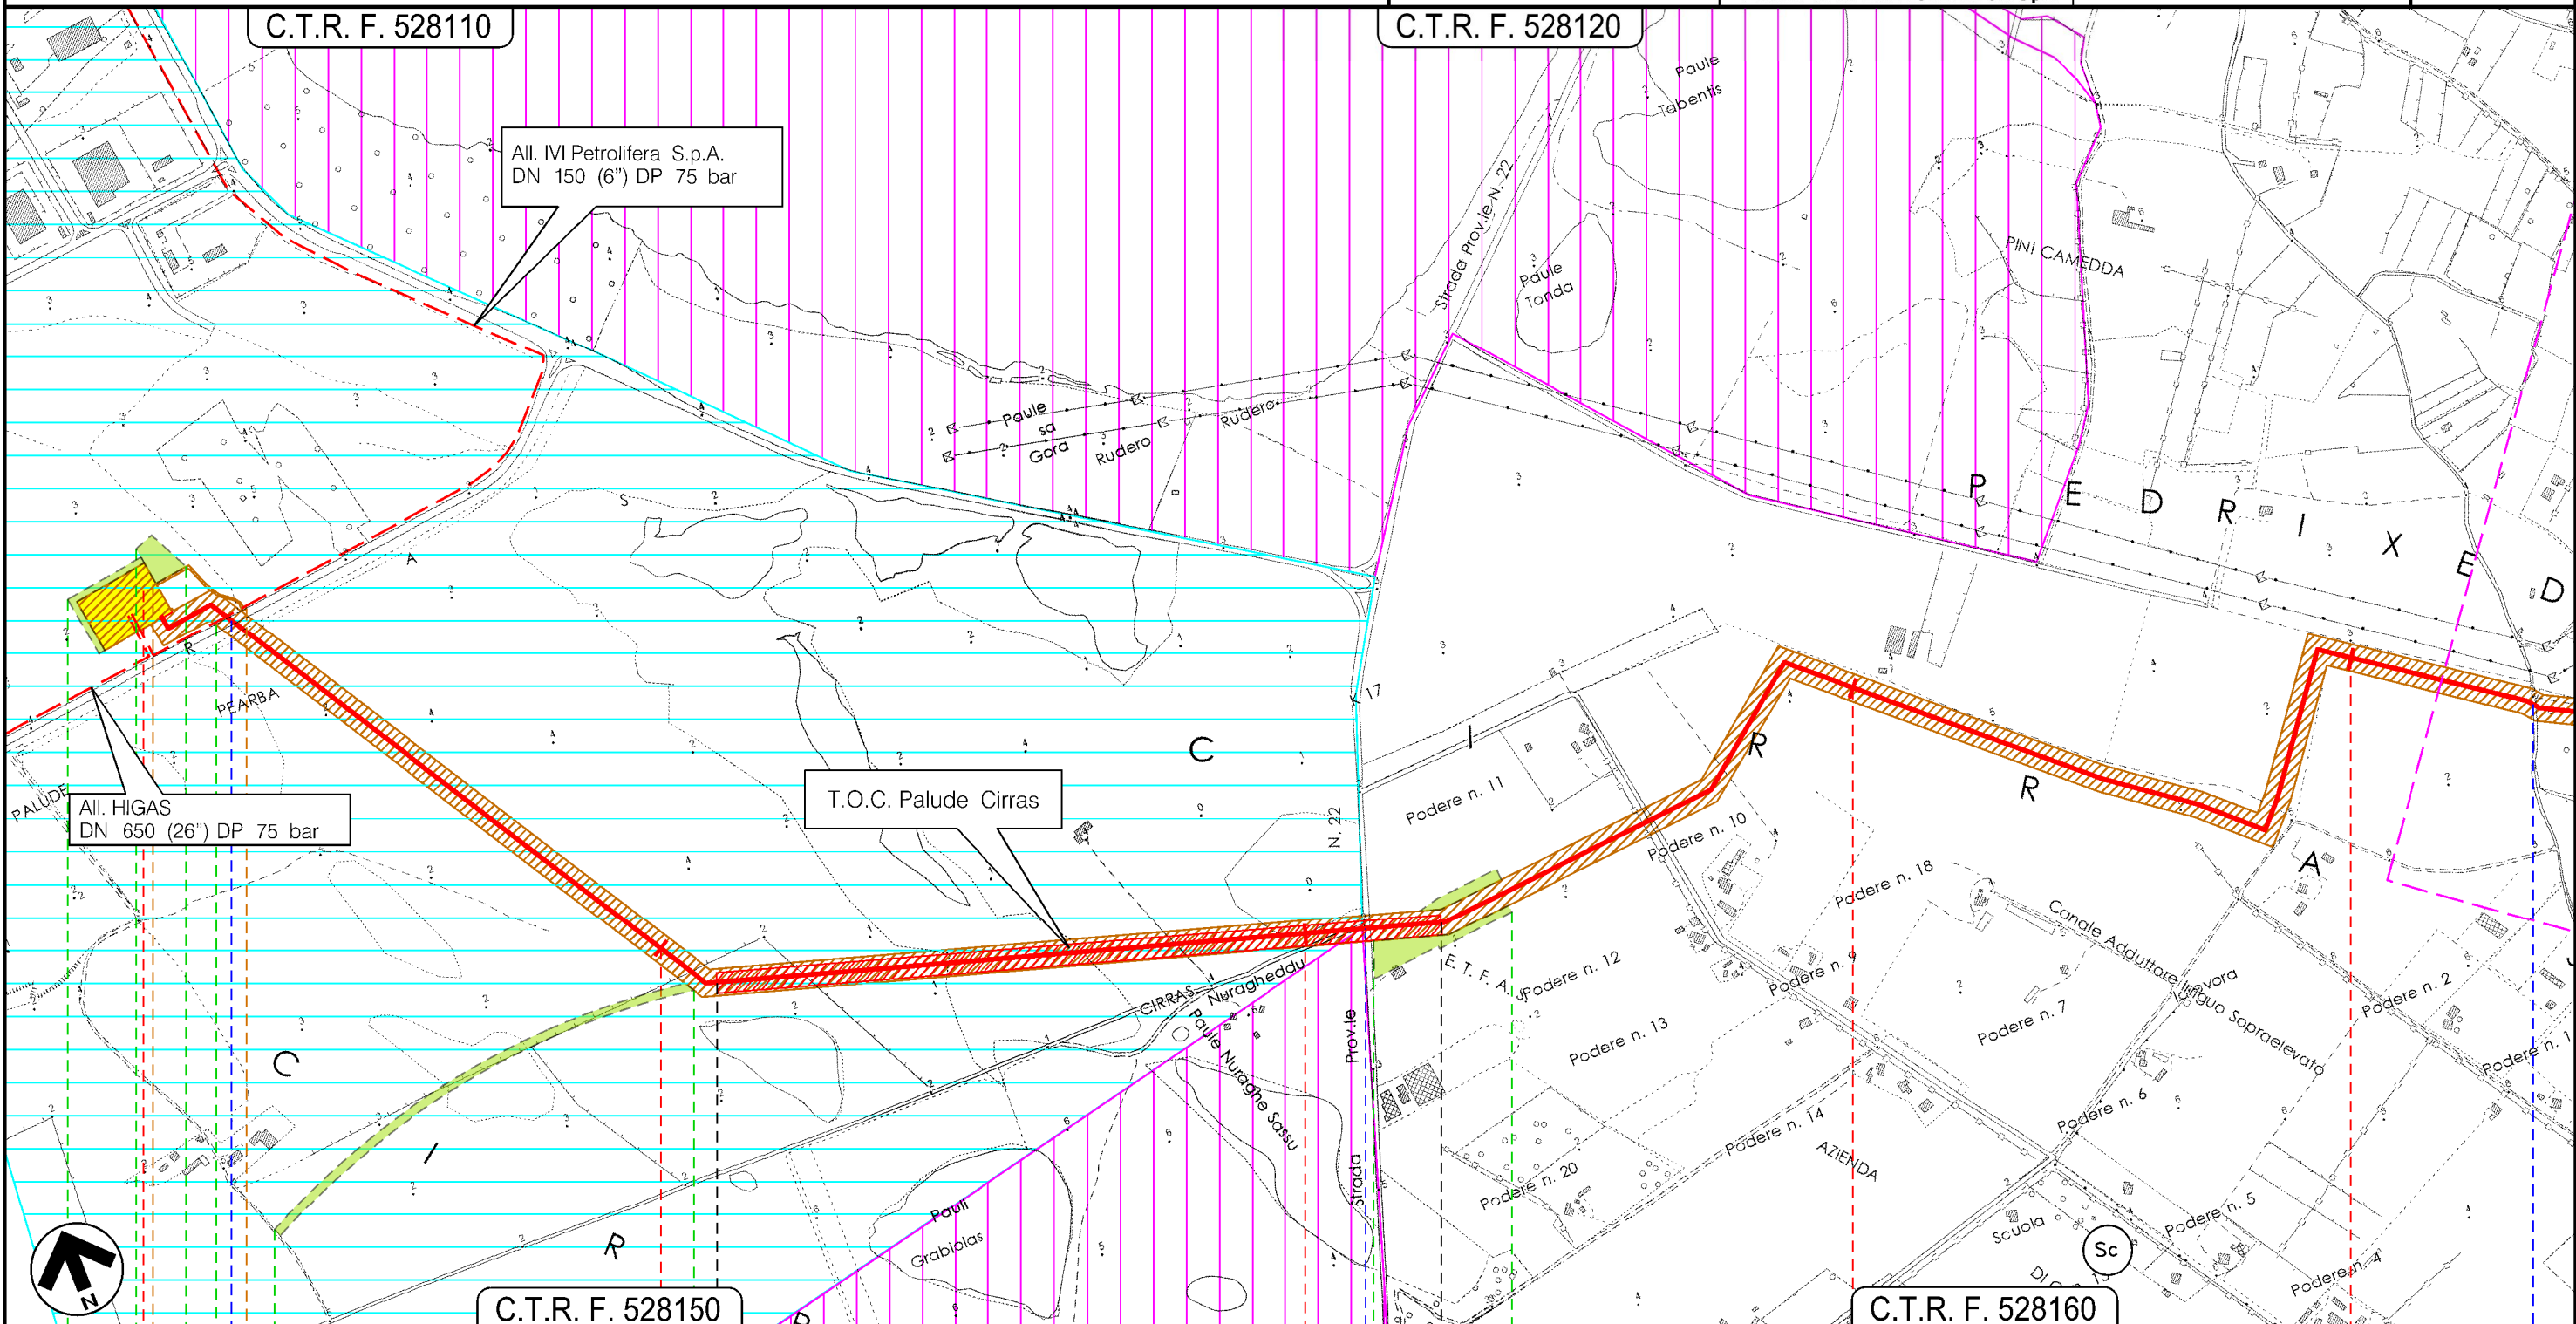 C.T.R. F. 528110
C.T.R. F. 528120
Paule
Tabentis
All. IVI Petrolifera S.p.A.
DN 150 (6") DP 75 bar
Strada Prov.le N. 22
Paule
Tonda
PINI CAMEDDA
Paule
sa
Gora
Rudero
Rudero
P E D R I X E D
S
A
R
PEARBA
PALUDE
All. HIGAS
DN 650 (26") DP 75 bar
K 17
C I R R A
T.O.C. Palude Cirras
N. 22
Podere n. 11
Podere n. 10
Podere n. 18
Canale Adduttore Irriguo Sopraelevato
E. T. F. A.
Podere n. 12
Podere n. 9
Podere n. 2
CIRRAS
Nuragheddu
Paule Nuraghe Sassu
Prov.le
Strada
Podere n. 13
Podere n. 7
Podere n. 1
Podere n. 6
Podere n. 14
AZIENDA
Podere n. 20
C I R
Pauli
Grabiolas
Podere n. 5
Scuola
Sc
Podere n. 4
N
C.T.R. F. 528150
C.T.R. F. 528160